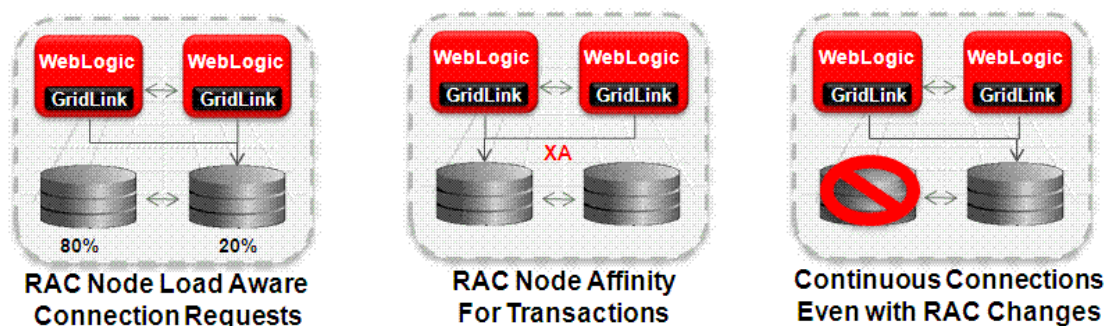 WebLogic
GridLink
WebLogic
GridLink
80%
20%
RAC Node Load Aware
Connection Requests
WebLogic
GridLink
WebLogic
GridLink
XA
RAC Node Affinity
For Transactions
WebLogic
GridLink
WebLogic
GridLink
Continuous Connections
Even with RAC Changes